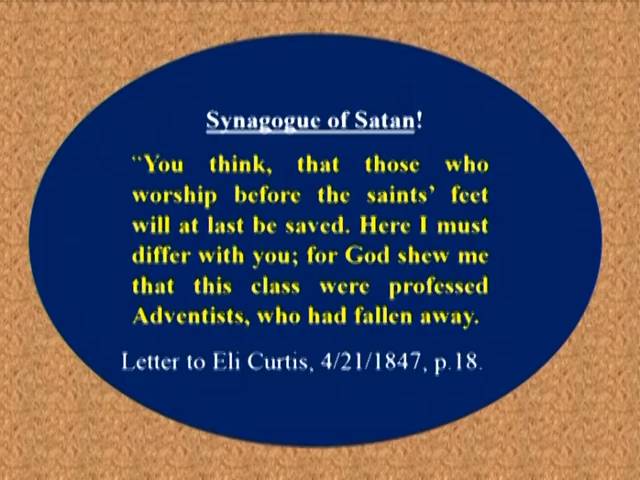 Synagogue of Satan!
“You think, that those who
worship before the saints’ feet
will at last be saved. Here I must
differ with you; for God shew me
that this class were professed
Adventists, who had fallen away.
Letter to Eli Curtis, 4/21/1847, p.18.